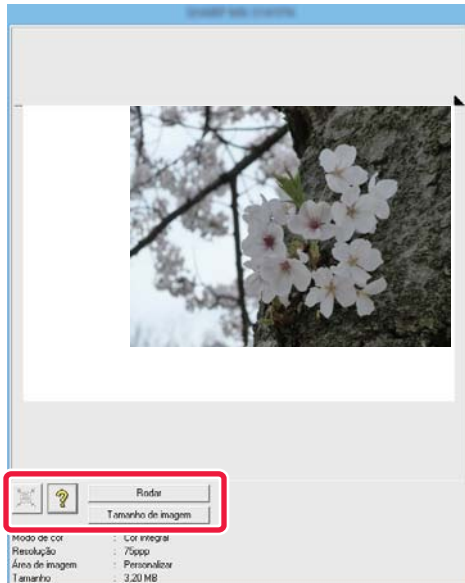 ?
Rodar
Tamanho de imagem
Modo de cor : Cor integral
Resolução : 75ppp
Área de imagem : Personalizar
Tamanho : 3,20 MB